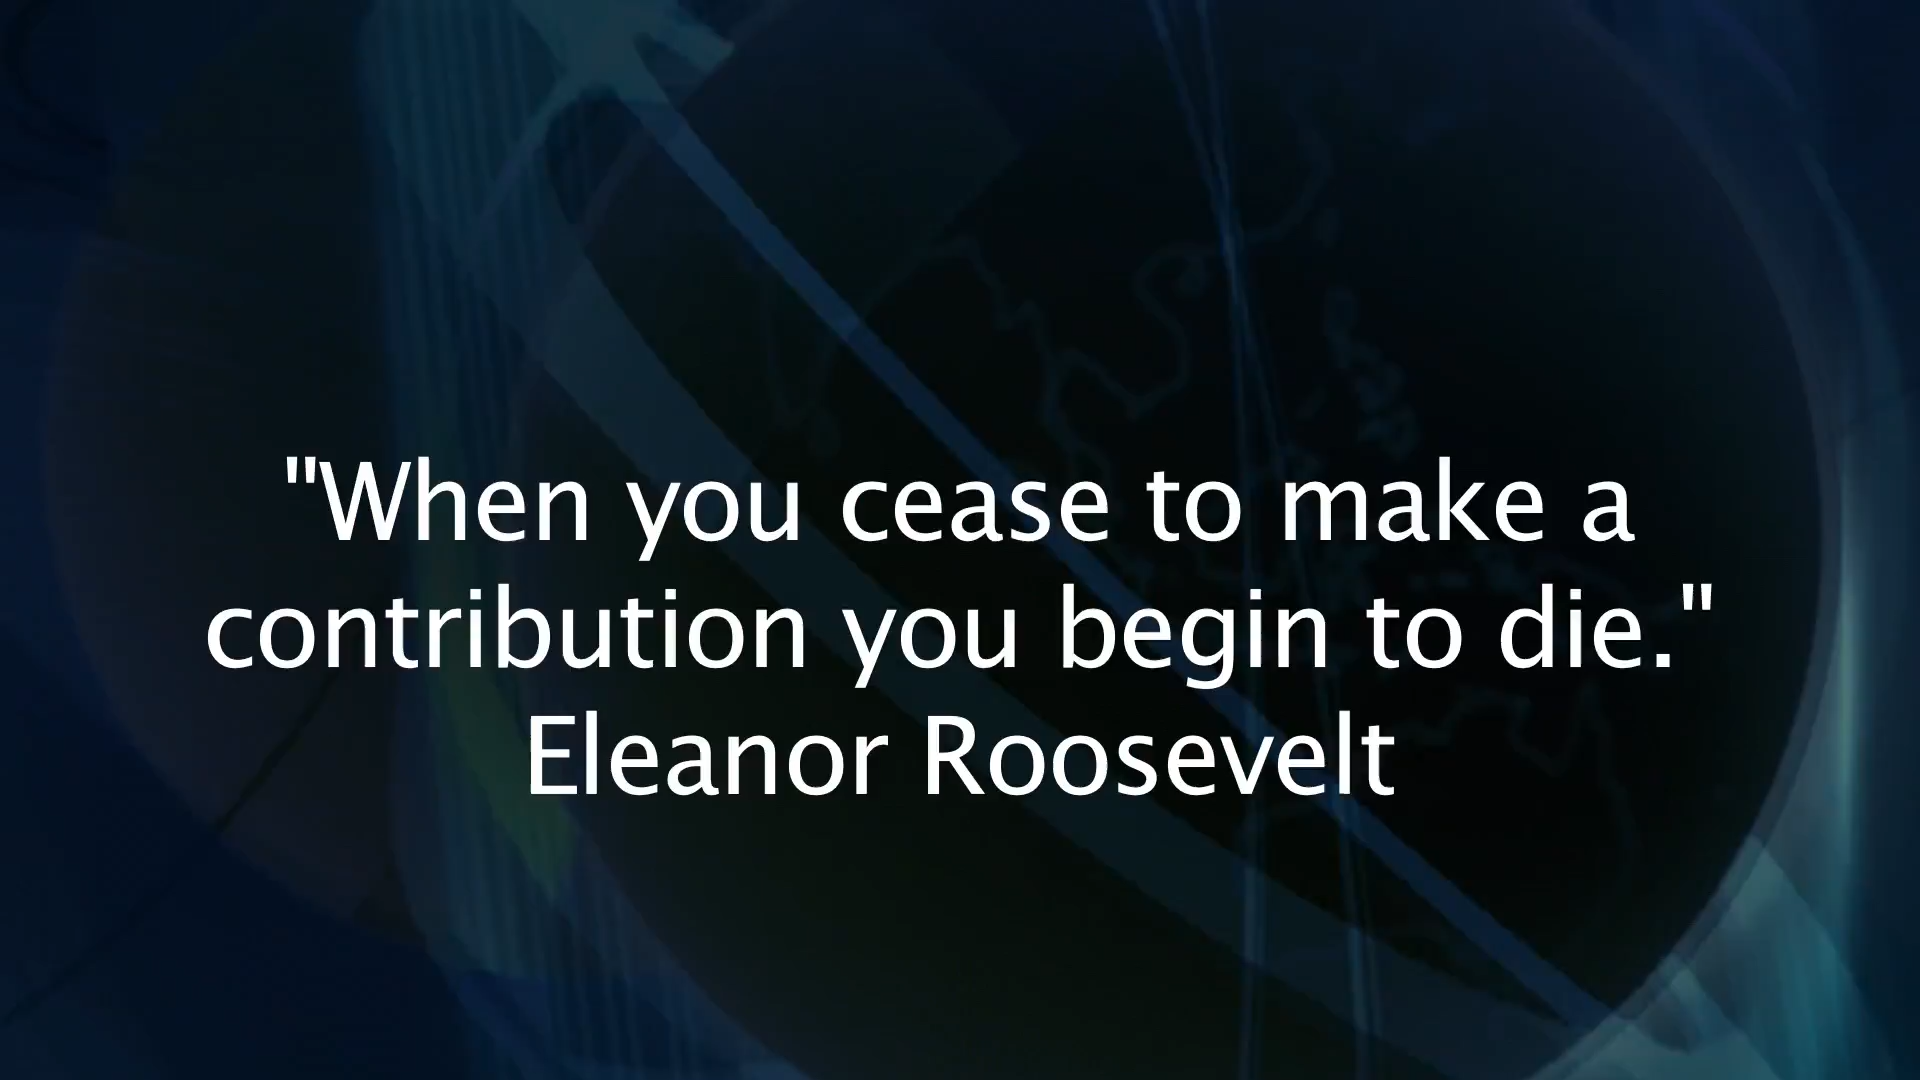 "When you cease to make a
contribution you begin to die."
Eleanor Roosevelt